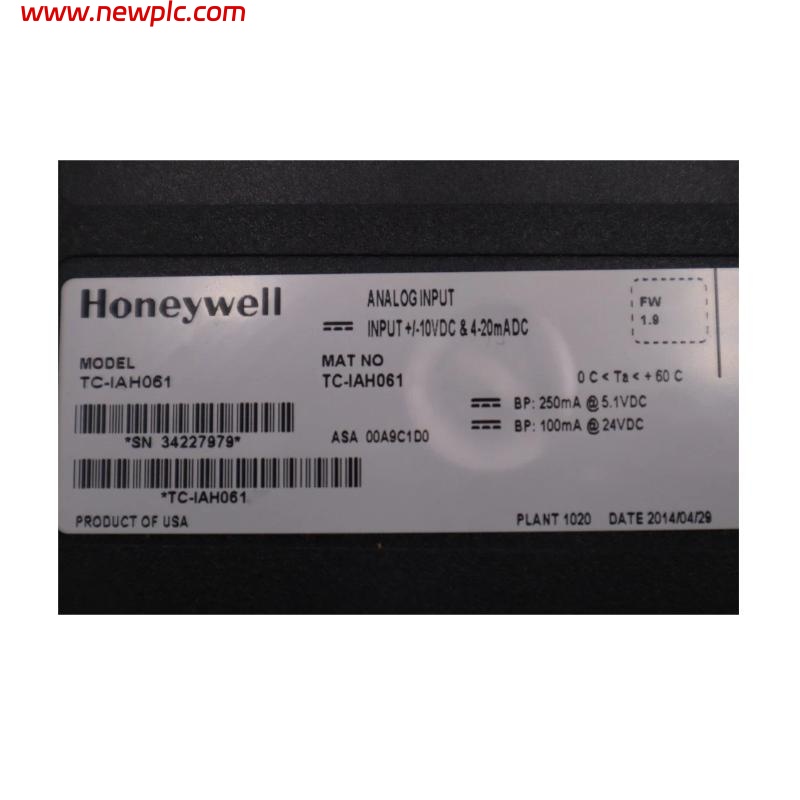 www.newplc.com
Honeywell
ANALOG INPUT
INPUT +/-10VDC & 4-20mADC
FW
1.9
MODEL
TC-IAH061
MAT NO
TC-IAH061
0 C < Ta < + 60 C
BP: 250mA @ 5.1VDC
BP: 100mA @ 24VDC
*SN 34227979*
ASA 00A9C1D0
*TC-IAH061
PRODUCT OF USA
PLANT 1020 DATE 2014/04/29